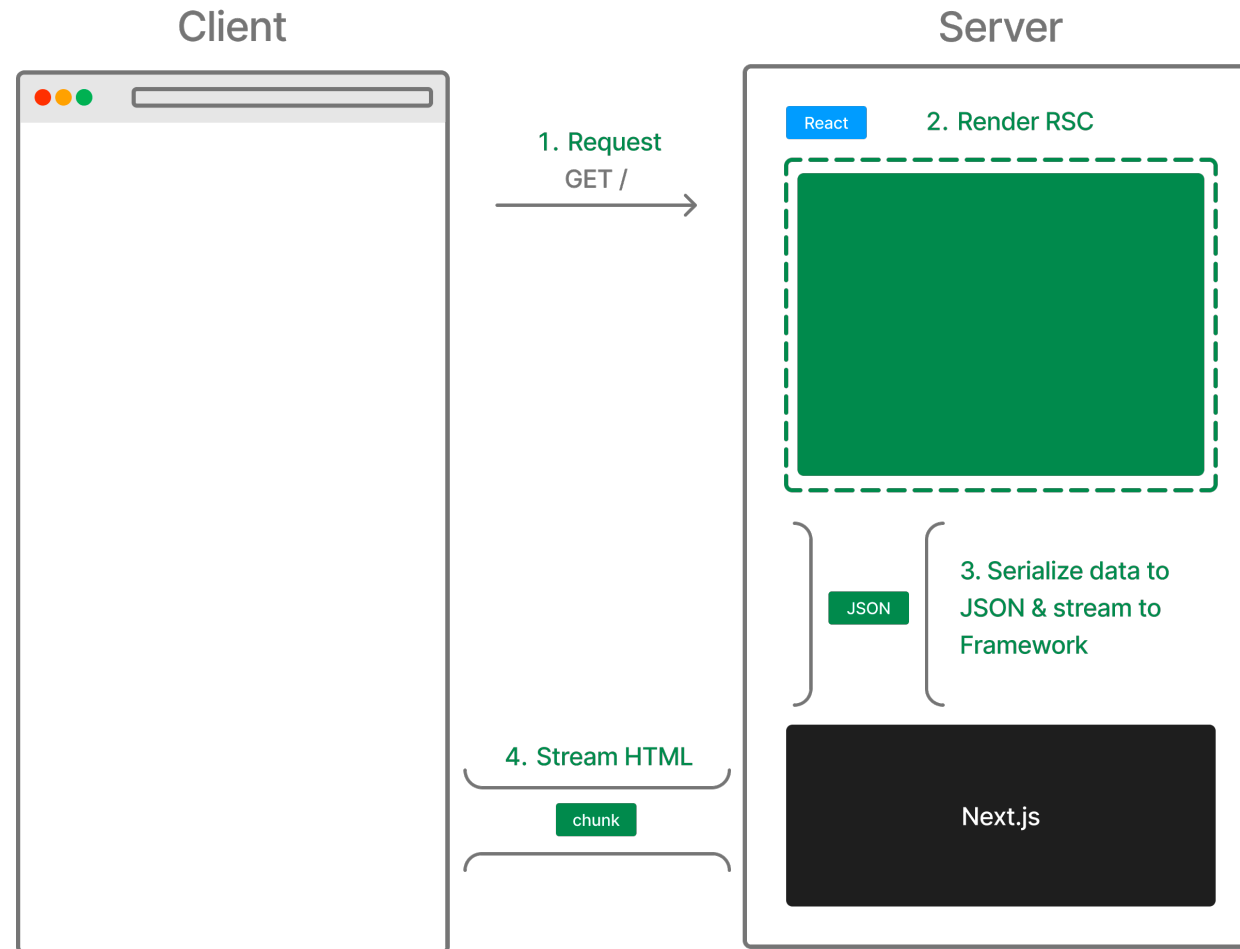 Client
Server
1. Request
GET /
React
2. Render RSC
JSON
3. Serialize data to
JSON & stream to
Framework
4. Stream HTML
chunk
Next.js